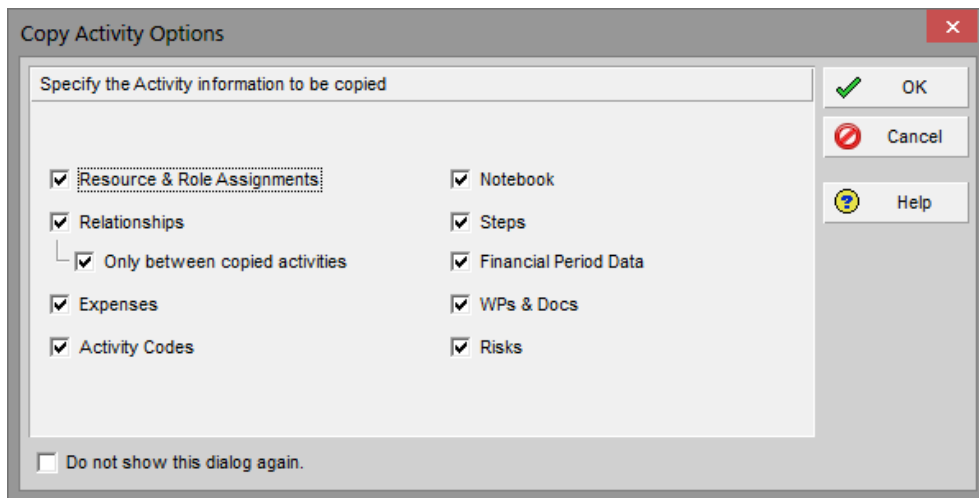 Copy Activity Options
Specify the Activity information to be copied
OK
Cancel
Help
Resource & Role Assignments
Relationships
Only between copied activities
Expenses
Activity Codes
Notebook
Steps
Financial Period Data
WPs & Docs
Risks
Do not show this dialog again.